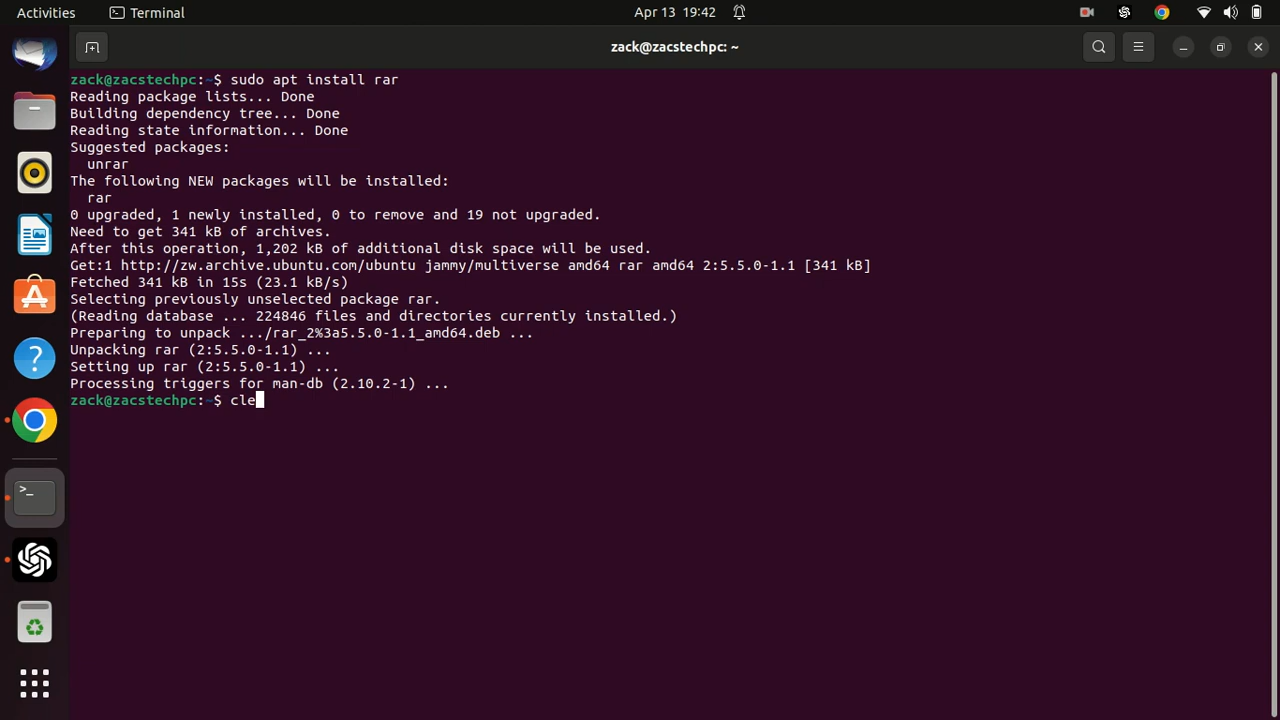 Activities
Terminal
Apr 13 19:42
zack@zacstechpc: ~
zack@zacstechpc:~$ sudo apt install rar
Reading package lists... Done
Building dependency tree... Done
Reading state information... Done
Suggested packages:
  unrar
The following NEW packages will be installed:
  rar
0 upgraded, 1 newly installed, 0 to remove and 19 not upgraded.
Need to get 341 kB of archives.
After this operation, 1,202 kB of additional disk space will be used.
Get:1 http://zw.archive.ubuntu.com/ubuntu jammy/multiverse amd64 rar amd64 2:5.5.0-1.1 [341 kB]
Fetched 341 kB in 15s (23.1 kB/s)
Selecting previously unselected package rar.
(Reading database ... 224846 files and directories currently installed.)
Preparing to unpack .../rar_2%3a5.5.0-1.1_amd64.deb ...
Unpacking rar (2:5.5.0-1.1) ...
Setting up rar (2:5.5.0-1.1) ...
Processing triggers for man-db (2.10.2-1) ...
zack@zacstechpc:~$ cle